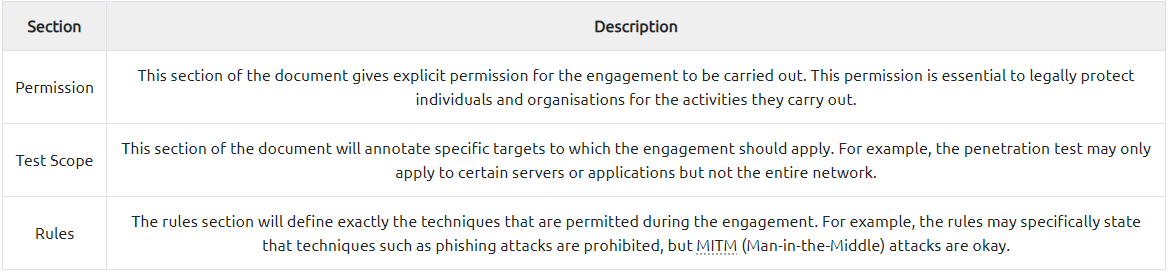 Section
Description
Permission
This section of the document gives explicit permission for the engagement to be carried out. This permission is essential to legally protect
individuals and organisations for the activities they carry out.
Test Scope
This section of the document will annotate specific targets to which the engagement should apply. For example, the penetration test may only
apply to certain servers or applications but not the entire network.
Rules
The rules section will define exactly the techniques that are permitted during the engagement. For example, the rules may specifically state
that techniques such as phishing attacks are prohibited, but MITM (Man-in-the-Middle) attacks are okay.